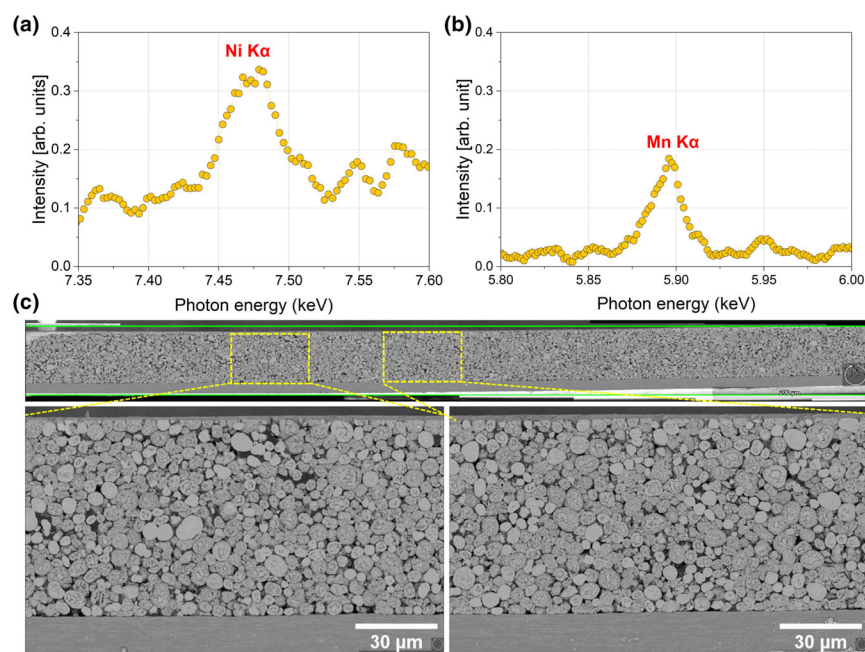 (a)
Ni Kα
Intensity [arb. units]
0.4
0.3
0.2
0.1
0.0
7.35 7.40 7.45 7.50 7.55 7.60
Photon energy (keV)
(b)
Mn Kα
Intensity [arb. unit]
0.4
0.3
0.2
0.1
0.0
5.80 5.85 5.90 5.95 6.00
Photon energy (keV)
(c)
30 µm
30 µm